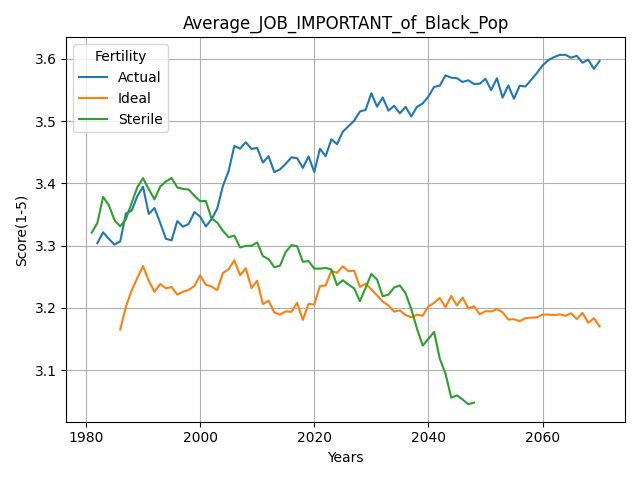 Average_JOB_IMPORTANT_of_Black_Pop
Fertility
Actual
Ideal
Sterile
Score(1-5)
3.6
3.5
3.4
3.3
3.2
3.1
1980 2000 2020 2040 2060
Years